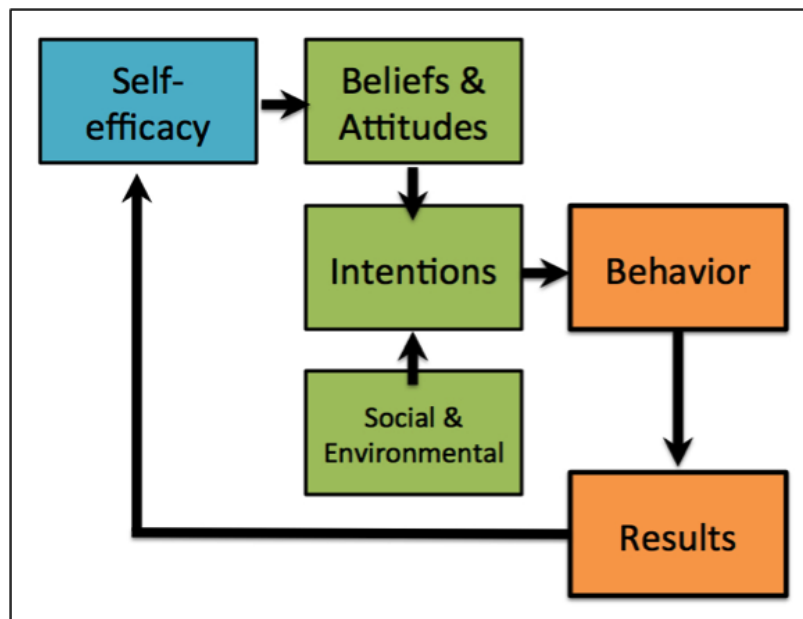 Self-
efficacy
Beliefs &
Attitudes
Intentions
Behavior
Social &
Environmental
Results